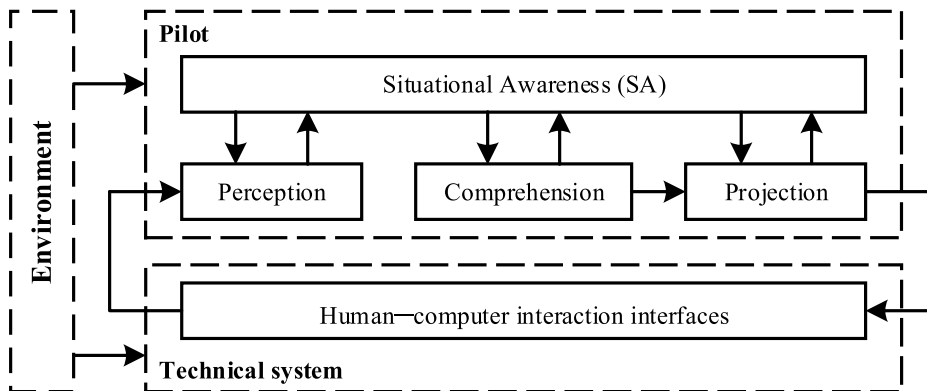 Environment
Pilot
Situational Awareness (SA)
Perception
Comprehension
Projection
Human—computer interaction interfaces
Technical system